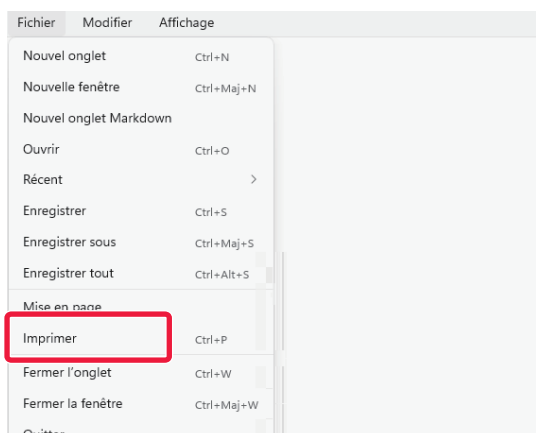 Fichier Modifier Affichage
Nouvel onglet Ctrl+N
Nouvelle fenêtre Ctrl+Maj+N
Nouvel onglet Markdown
Ouvrir Ctrl+O
Récent
Enregistrer Ctrl+S
Enregistrer sous Ctrl+Maj+S
Enregistrer tout Ctrl+Alt+S
Mise en page
Imprimer Ctrl+P
Fermer l’onglet Ctrl+W
Fermer la fenêtre Ctrl+Maj+W
Quitter